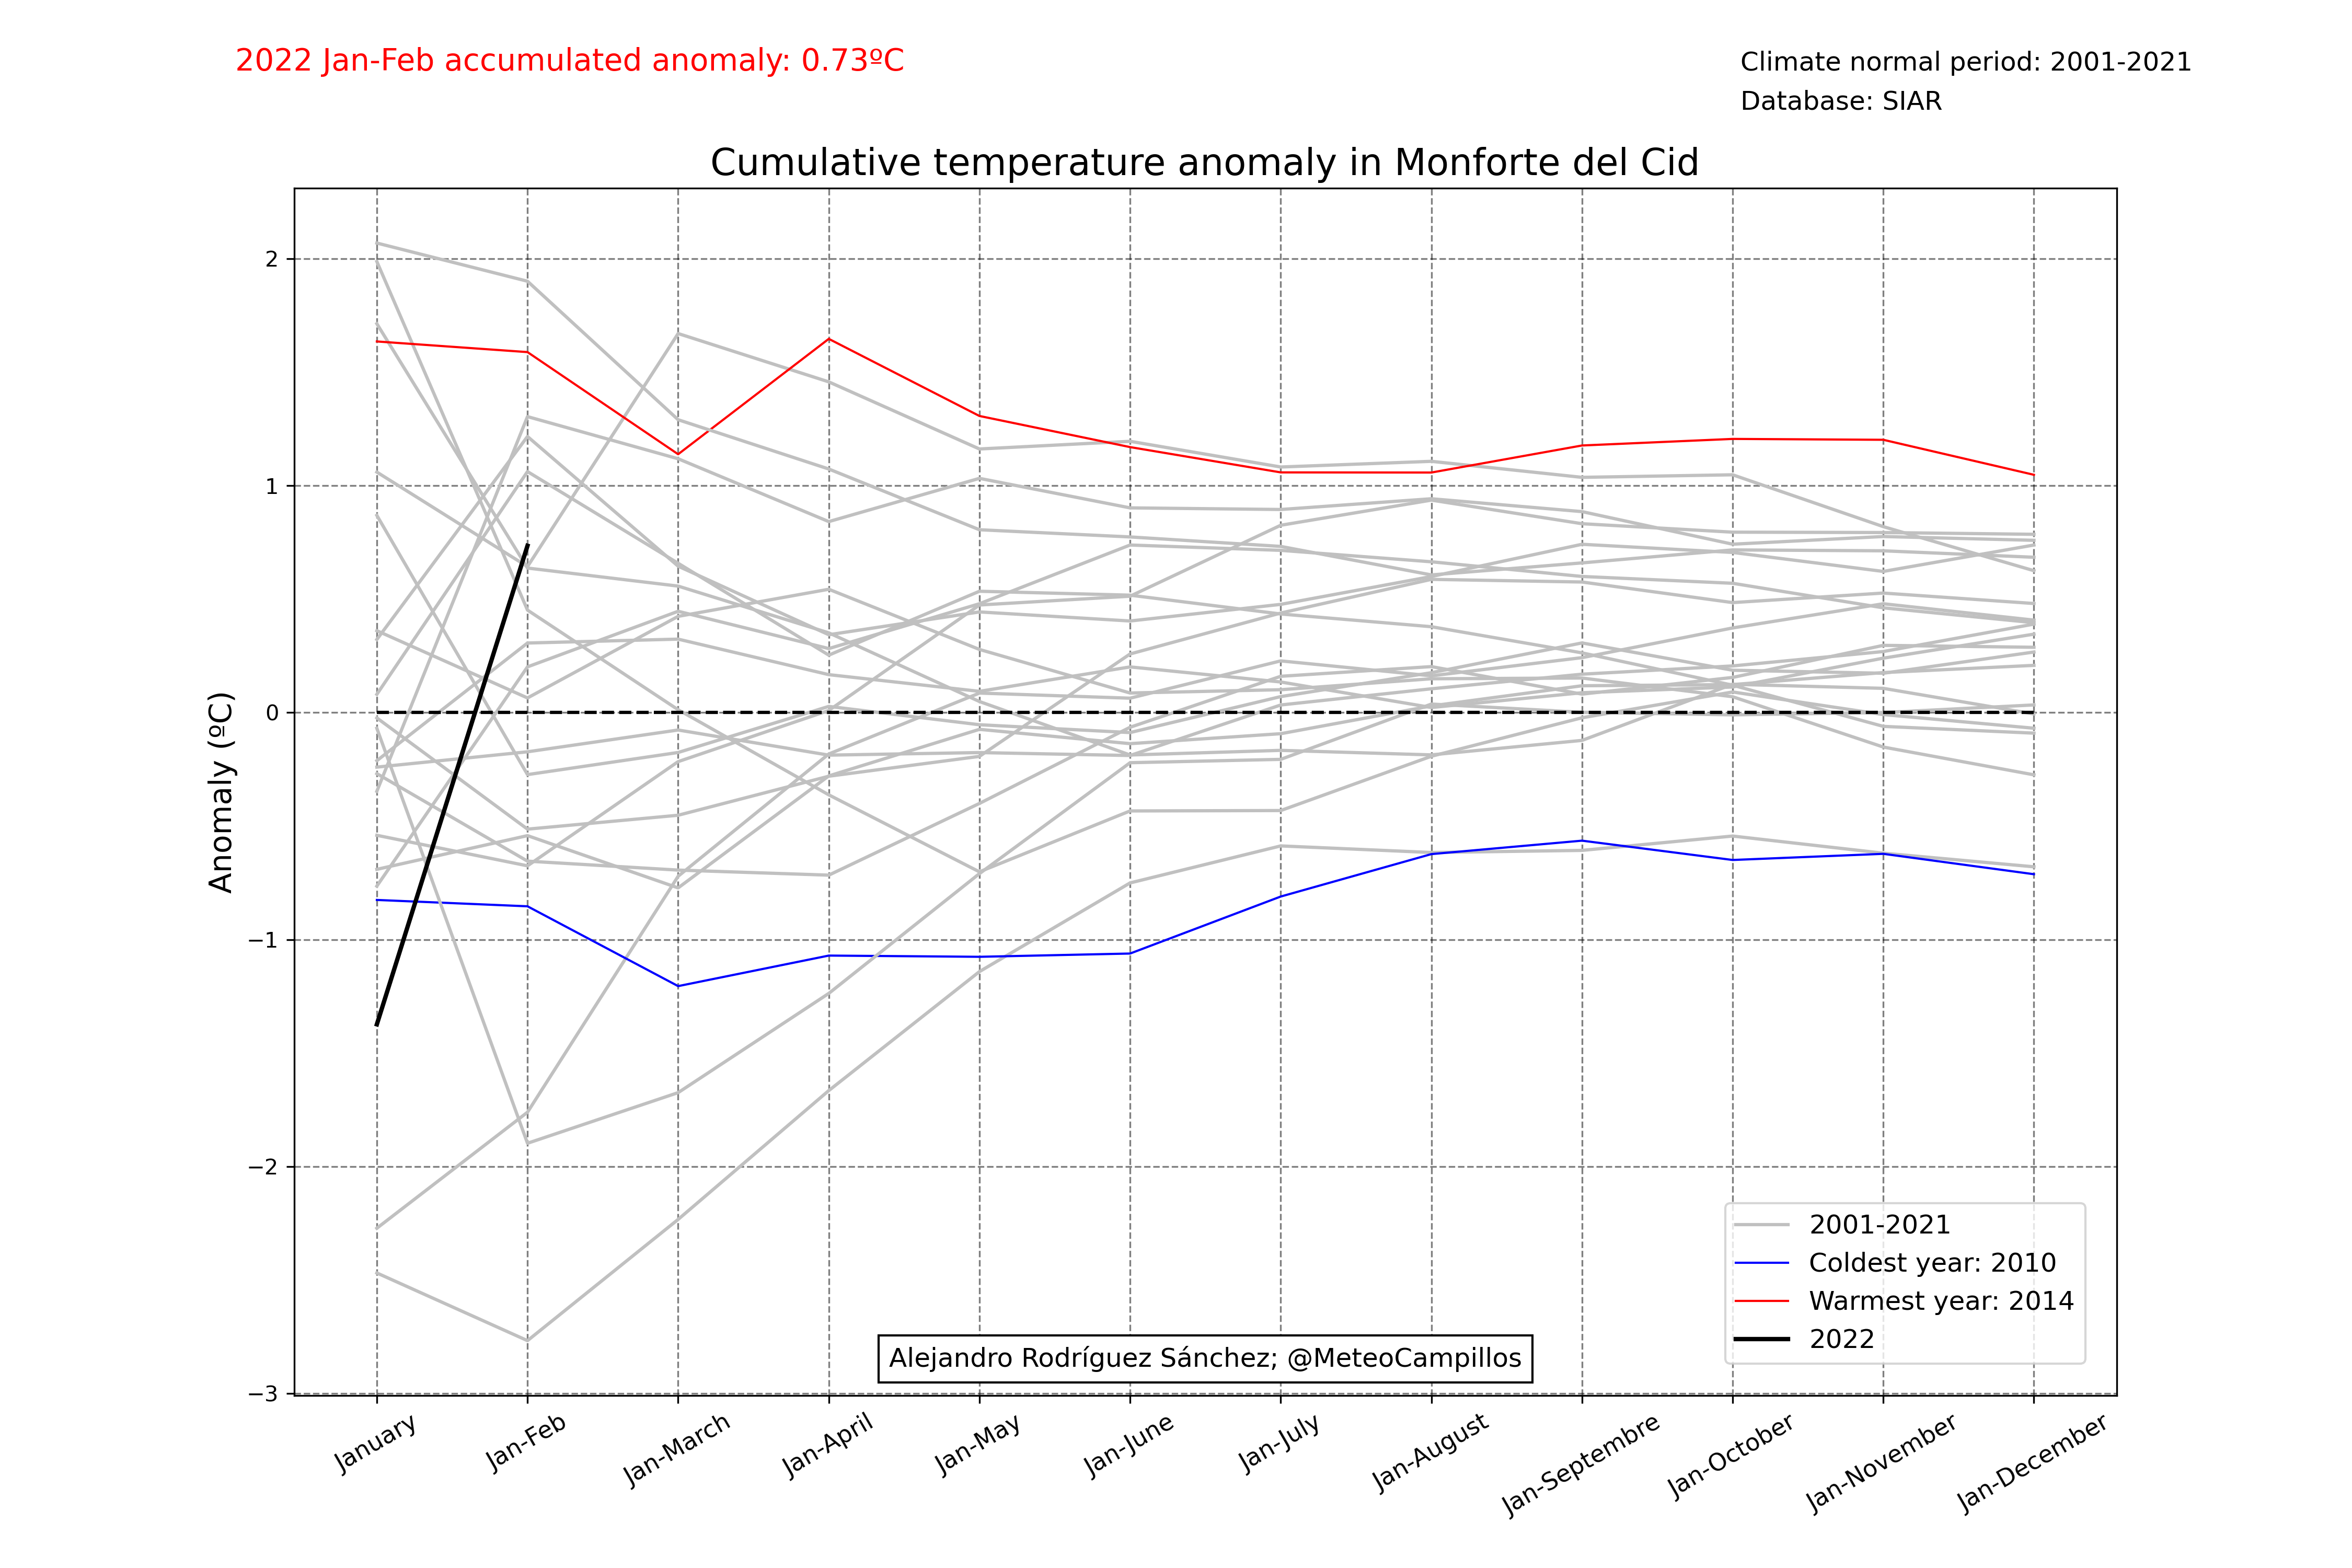 2022 Jan-Feb accumulated anomaly: 0.73ºC
Climate normal period: 2001-2021
Database: SIAR
Cumulative temperature anomaly in Monforte del Cid
Anomaly (ºC)
2
1
0
−1
−2
−3
2001-2021
Coldest year: 2010
Warmest year: 2014
2022
Alejandro Rodríguez Sánchez; @MeteoCampillos
January
Jan-Feb
Jan-March
Jan-April
Jan-May
Jan-June
Jan-July
Jan-August
Jan-Septembre
Jan-October
Jan-November
Jan-December